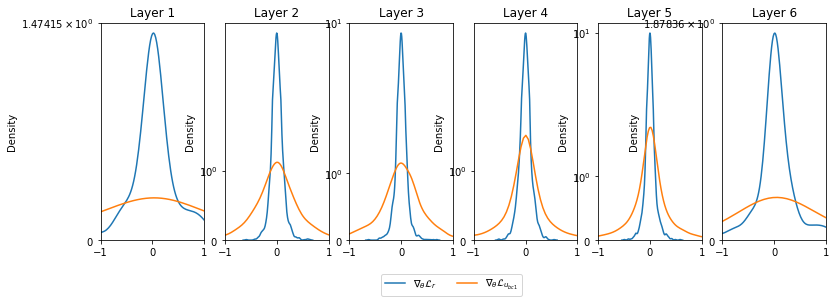 Layer 1
Layer 2
Layer 3
Layer 4
Layer 5
Layer 6
1.47415 × 10⁰
10¹
10¹
1.87836 × 10⁰
10⁰
10⁰
10⁰
10⁰
Density
Density
Density
Density
Density
Density
0
0
0
0
0
0
−1 0 1
−1 0 1
−1 0 1
−1 0 1
−1 0 1
−1 0 1
∇θℒr
∇θℒu_bc1